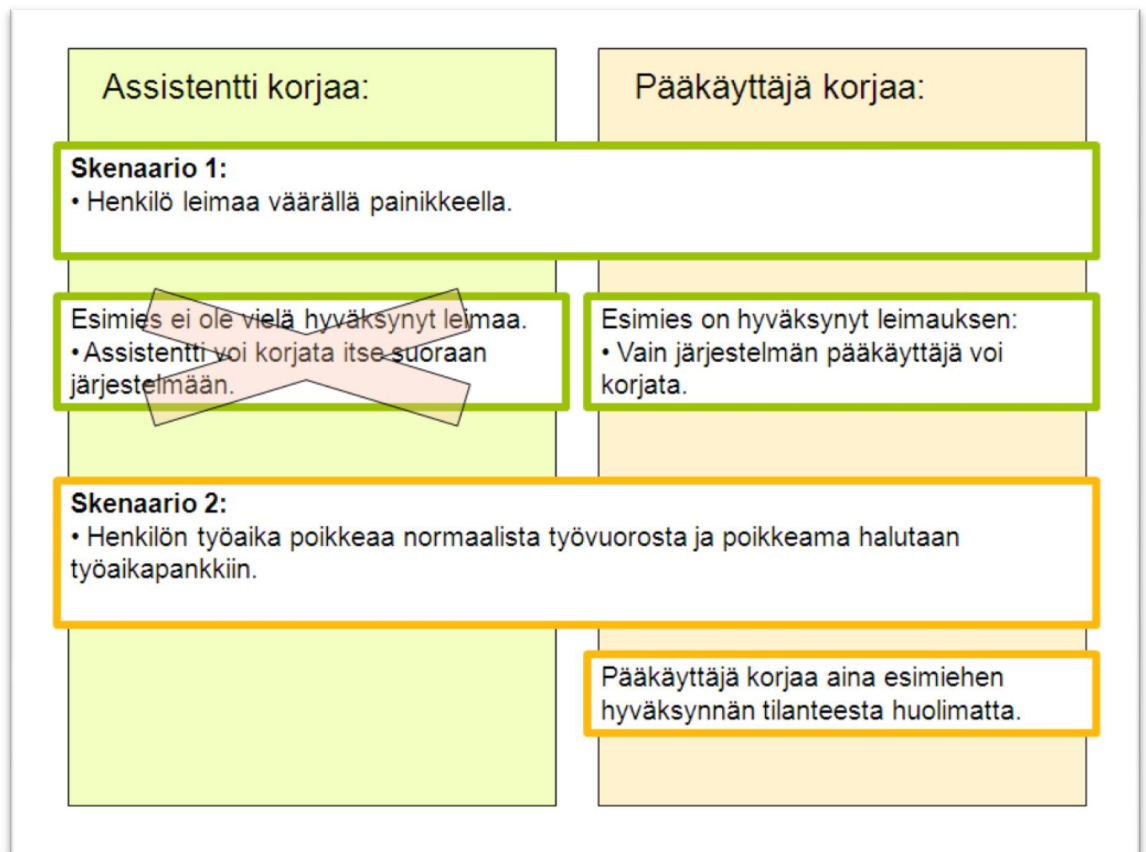 Assistentti korjaa:
Pääkäyttäjä korjaa:
Skenaario 1:
• Henkilö leimaa väärällä painikkeella.
Esimies ei ole vielä hyväksynyt leimaa.
• Assistentti voi korjata itse suoraan
järjestelmään.
Esimies on hyväksynyt leimauksen:
• Vain järjestelmän pääkäyttäjä voi
korjata.
Skenaario 2:
• Henkilön työaika poikkeaa normaalista työvuorosta ja poikkeama halutaan
työaikapankkiin.
Pääkäyttäjä korjaa aina esimiehen
hyväksynnän tilanteesta huolimatta.